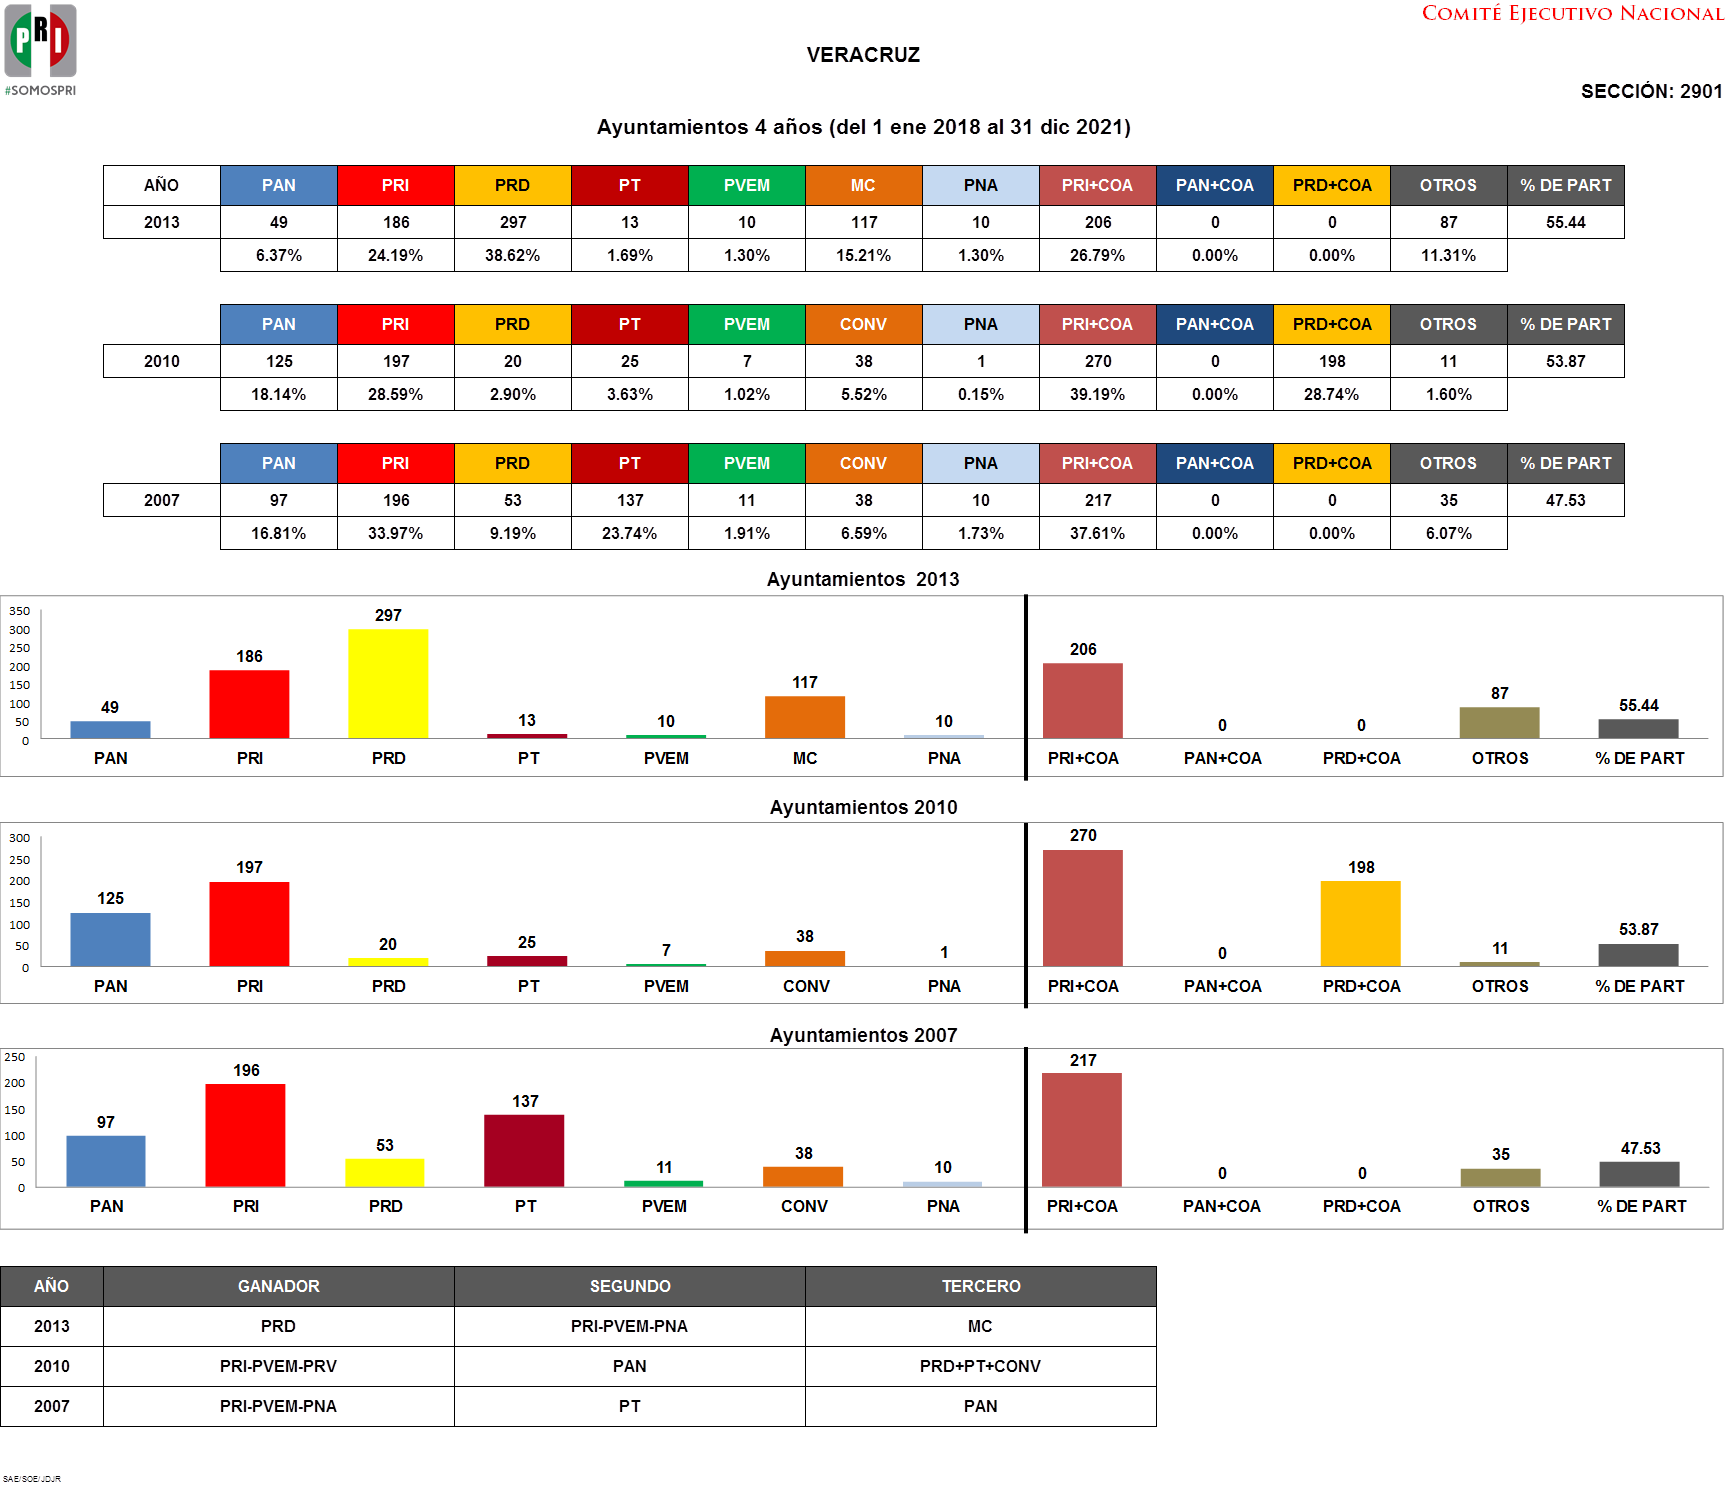 PRI
#SOMOSPRI
COMITÉ EJECUTIVO NACIONAL
VERACRUZ
SECCIÓN: 2901
Ayuntamientos 4 años (del 1 ene 2018 al 31 dic 2021)
AÑO PAN PRI PRD PT PVEM MC PNA PRI+COA PAN+COA PRD+COA OTROS % DE PART
2013 49 186 297 13 10 117 10 206 0 0 87 55.44
6.37% 24.19% 38.62% 1.69% 1.30% 15.21% 1.30% 26.79% 0.00% 0.00% 11.31%
PAN PRI PRD PT PVEM CONV PNA PRI+COA PAN+COA PRD+COA OTROS % DE PART
2010 125 197 20 25 7 38 1 270 0 198 11 53.87
18.14% 28.59% 2.90% 3.63% 1.02% 5.52% 0.15% 39.19% 0.00% 28.74% 1.60%
PAN PRI PRD PT PVEM CONV PNA PRI+COA PAN+COA PRD+COA OTROS % DE PART
2007 97 196 53 137 11 38 10 217 0 0 35 47.53
16.81% 33.97% 9.19% 23.74% 1.91% 6.59% 1.73% 37.61% 0.00% 0.00% 6.07%
Ayuntamientos 2013
350
300
250
200
150
100
50
0
49 186 297 13 10 117 10 206 0 0 87 55.44
PAN PRI PRD PT PVEM MC PNA PRI+COA PAN+COA PRD+COA OTROS % DE PART
Ayuntamientos 2010
300
250
200
150
100
50
0
125 197 20 25 7 38 1 270 0 198 11 53.87
PAN PRI PRD PT PVEM CONV PNA PRI+COA PAN+COA PRD+COA OTROS % DE PART
Ayuntamientos 2007
250
200
150
100
50
0
97 196 53 137 11 38 10 217 0 0 35 47.53
PAN PRI PRD PT PVEM CONV PNA PRI+COA PAN+COA PRD+COA OTROS % DE PART
AÑO GANADOR SEGUNDO TERCERO
2013 PRD PRI-PVEM-PNA MC
2010 PRI-PVEM-PRV PAN PRD+PT+CONV
2007 PRI-PVEM-PNA PT PAN
SAE/SOE/JDJR